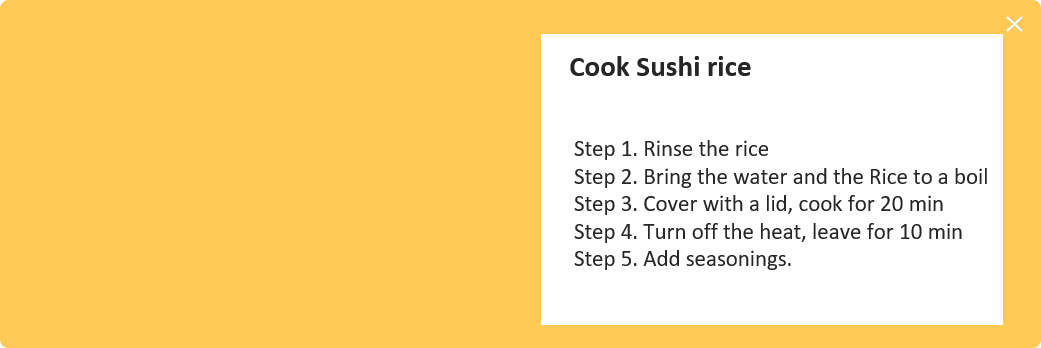 Cook Sushi rice
Step 1. Rinse the rice
Step 2. Bring the water and the Rice to a boil
Step 3. Cover with a lid, cook for 20 min
Step 4. Turn off the heat, leave for 10 min
Step 5. Add seasonings.